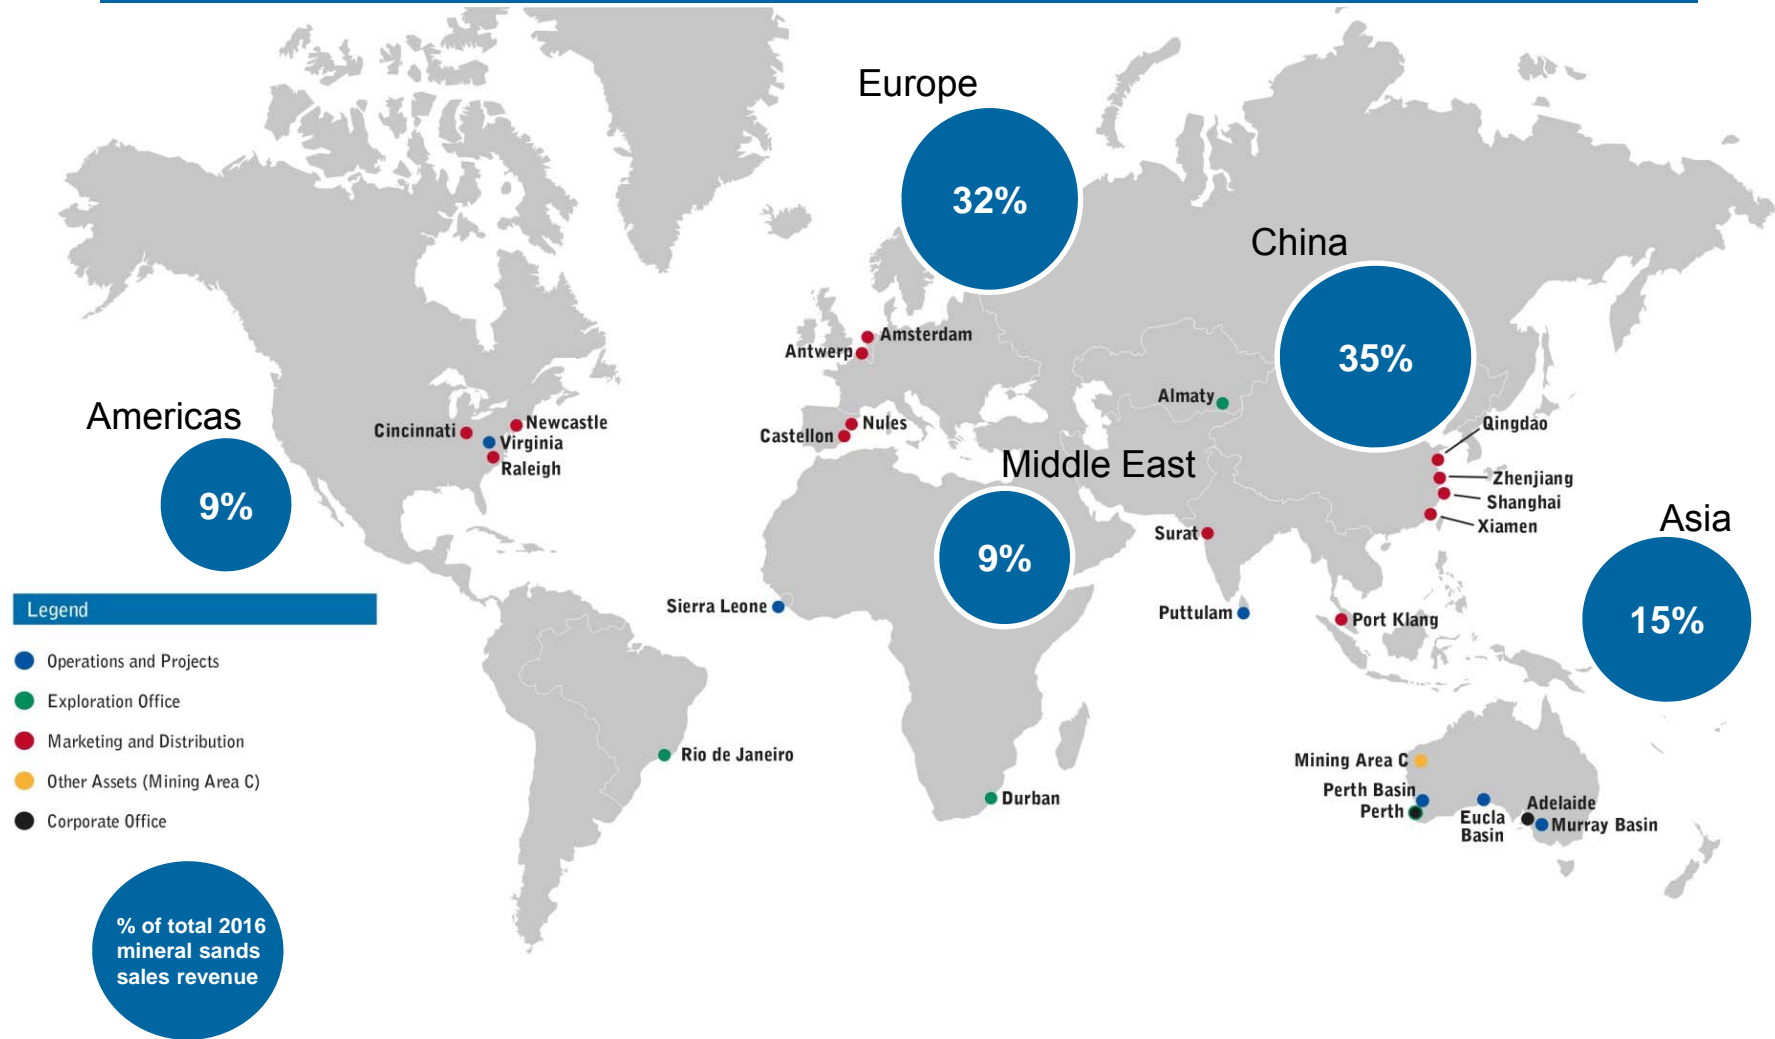 Europe
32%
China
35%
Amsterdam
Antwerp
Almaty
Americas
9%
Cincinnati
Newcastle
Virginia
Raleigh
Nules
Castellon
Middle East
9%
Qingdao
Zhenjiang
Shanghai
Xiamen
Surat
Asia
15%
Sierra Leone
Puttulam
Port Klang
Legend
Operations and Projects
Exploration Office
Marketing and Distribution
Other Assets (Mining Area C)
Corporate Office
Rio de Janeiro
Durban
Mining Area C
Perth Basin
Perth
Eucla
Basin
Adelaide
Murray Basin
% of total 2016
mineral sands
sales revenue